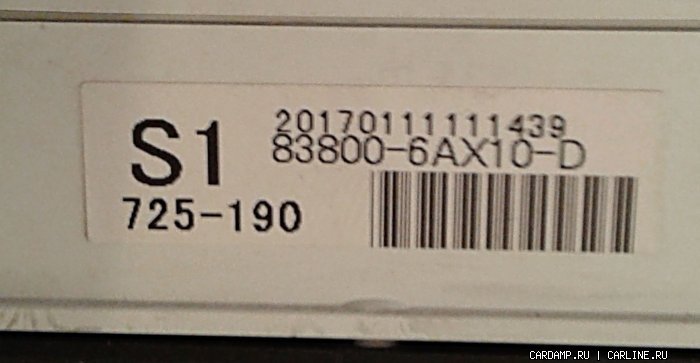 S1
20170111111439
83800-6AX10-D
725-190
CARDAMP.RU | CARLINE.RU